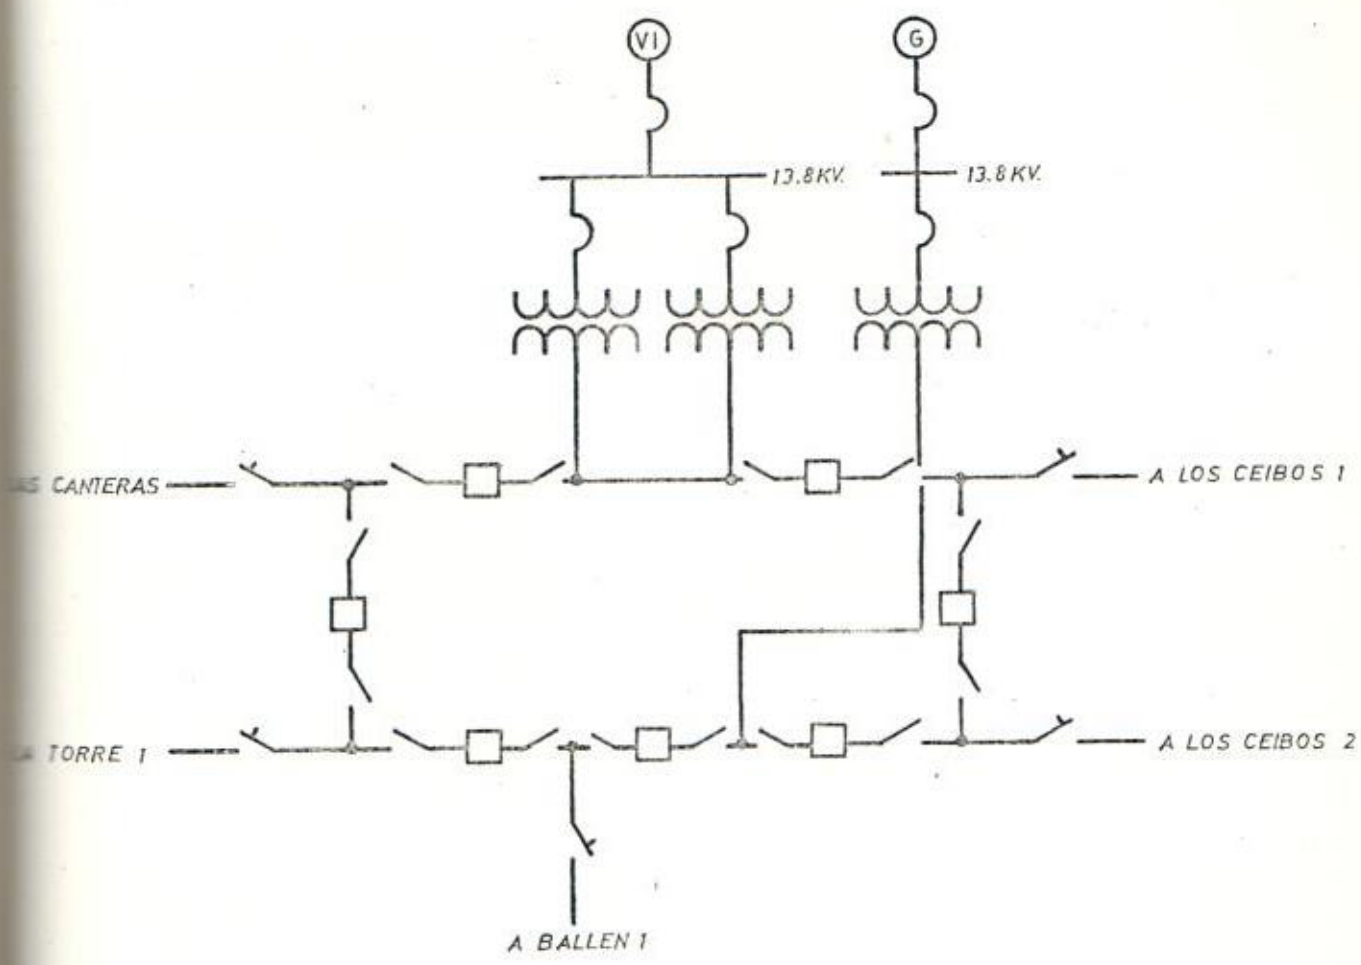 VI
G
13.8 KV.
13.8 KV.
CANTERAS
A LOS CEIBOS 1
TORRE 1
A LOS CEIBOS 2
A BALLEN 1